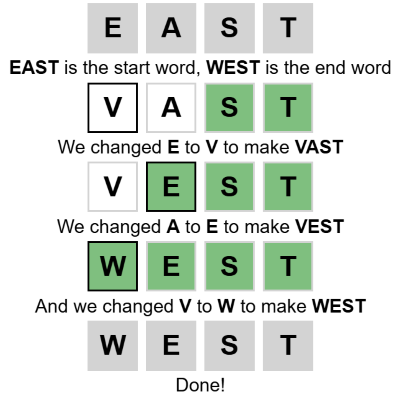 E A S T
EAST is the start word, WEST is the end word
V A S T
We changed E to V to make VAST
V E S T
We changed A to E to make VEST
W E S T
And we changed V to W to make WEST
W E S T
Done!